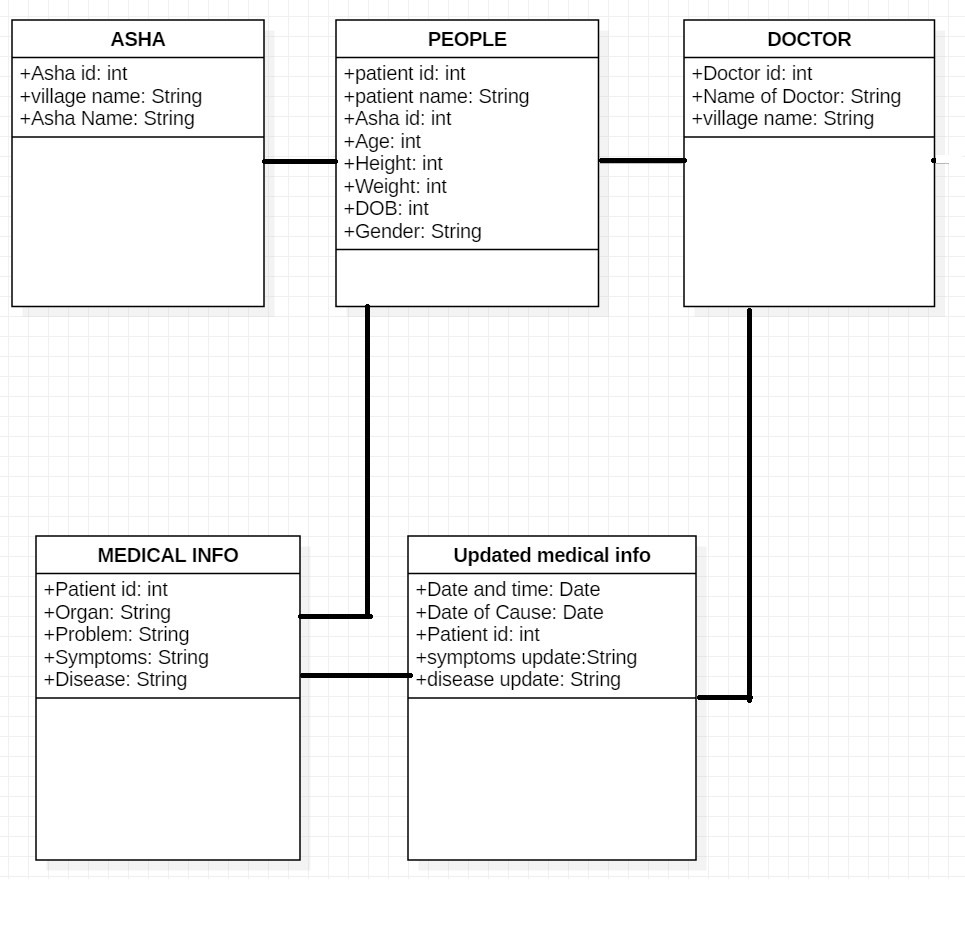 ASHA
+Asha id: int
+village name: String
+Asha Name: String
PEOPLE
+patient id: int
+patient name: String
+Asha id: int
+Age: int
+Height: int
+Weight: int
+DOB: int
+Gender: String
DOCTOR
+Doctor id: int
+Name of Doctor: String
+village name: String
MEDICAL INFO
+Patient id: int
+Organ: String
+Problem: String
+Symptoms: String
+Disease: String
Updated medical info
+Date and time: Date
+Date of Cause: Date
+Patient id: int
+symptoms update:String
+disease update: String